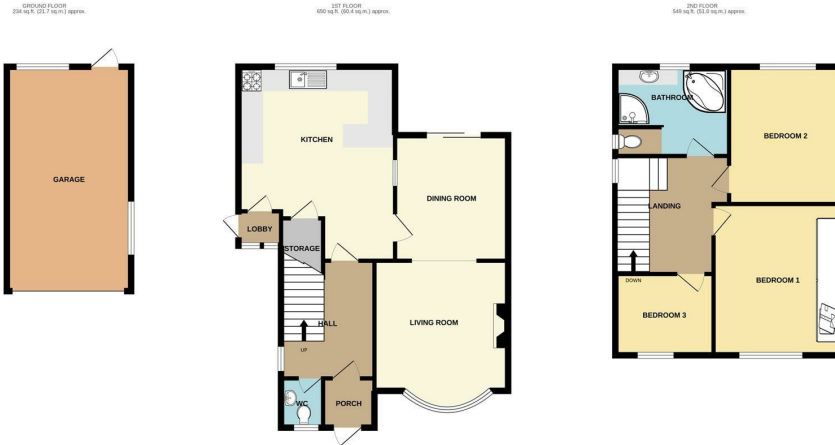 GROUND FLOOR
234 sq.ft. (21.7 sq.m.) approx.
1ST FLOOR
650 sq.ft. (60.4 sq.m.) approx.
2ND FLOOR
549 sq.ft. (51.0 sq.m.) approx.
GARAGE
KITCHEN
DINING ROOM
LOBBY
STORAGE
HALL
UP
LIVING ROOM
WC
PORCH
BATHROOM
BEDROOM 2
LANDING
DOWN
BEDROOM 1
BEDROOM 3